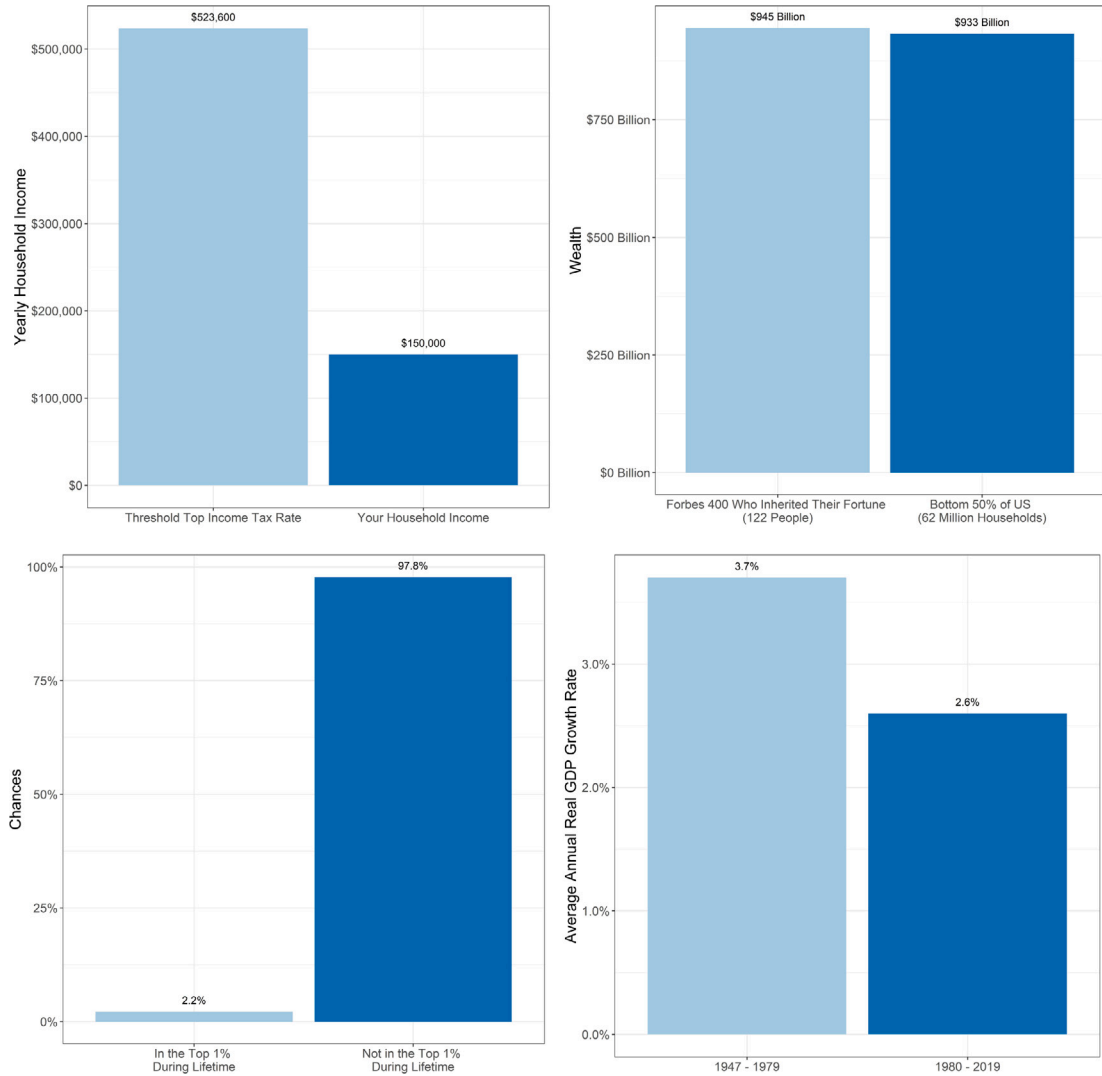 $523,600
$500,000
$400,000
$300,000
$200,000
$150,000
$100,000
$0
Yearly Household Income
Threshold Top Income Tax Rate
Your Household Income
$945 Billion
$933 Billion
$750 Billion
$500 Billion
$250 Billion
$0 Billion
Wealth
Forbes 400 Who Inherited Their Fortune
(122 People)
Bottom 50% of US
(62 Million Households)
100%
97.8%
75%
50%
25%
2.2%
0%
Chances
In the Top 1%
During Lifetime
Not in the Top 1%
During Lifetime
3.7%
3.0%
2.6%
2.0%
1.0%
0.0%
Average Annual Real GDP Growth Rate
1947 - 1979
1980 - 2019